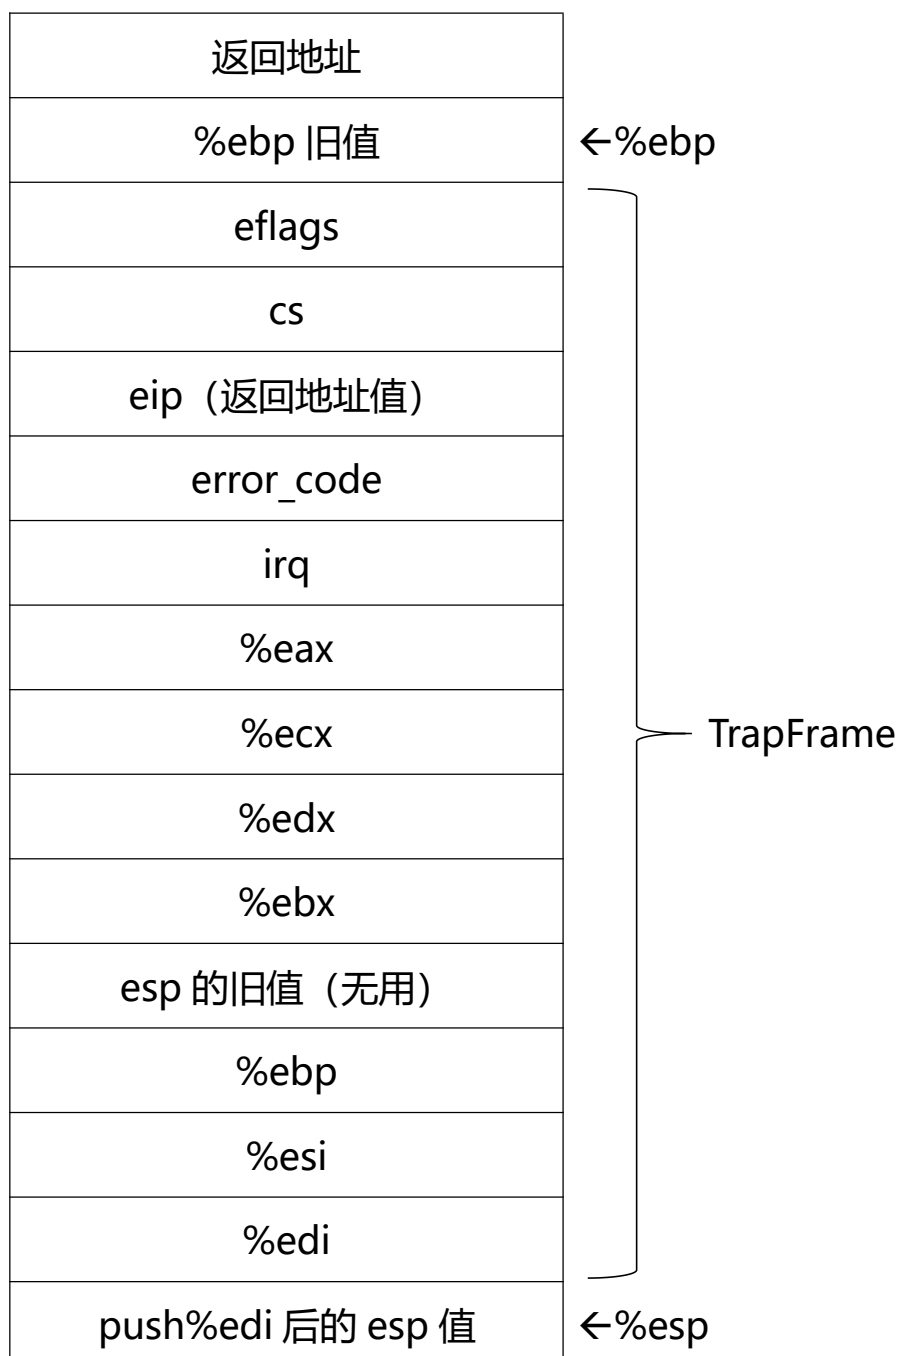 返回地址
%ebp 旧值
←%ebp
eflags
cs
eip（返回地址值）
error_code
irq
%eax
%ecx
TrapFrame
%edx
%ebx
esp 的旧值（无用）
%ebp
%esi
%edi
push%edi 后的 esp 值
←%esp